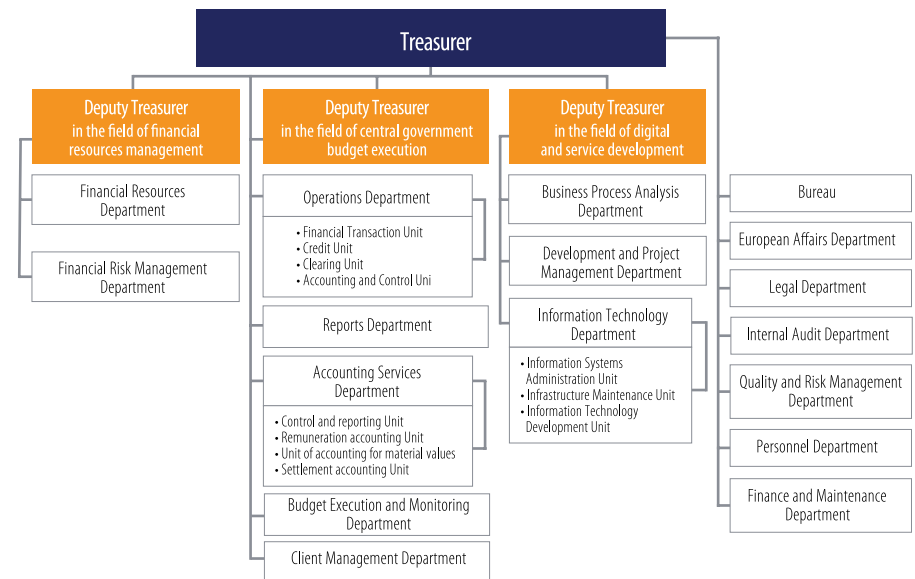 Treasurer
Deputy Treasurer
in the field of financial
resources management
Financial Resources
Department
Financial Risk Management
Department
Deputy Treasurer
in the field of central government
budget execution
Operations Department
• Financial Transaction Unit
• Credit Unit
• Clearing Unit
• Accounting and Control Uni
Reports Department
Accounting Services
Department
• Control and reporting Unit
• Remuneration accounting Unit
• Unit of accounting for material values
• Settlement accounting Unit
Budget Execution and Monitoring
Department
Client Management Department
Deputy Treasurer
in the field of digital
and service development
Business Process Analysis
Department
Development and Project
Management Department
Information Technology
Department
• Information Systems
Administration Unit
• Infrastructure Maintenance Unit
• Information Technology
Development Unit
Bureau
European Affairs Department
Legal Department
Internal Audit Department
Quality and Risk Management
Department
Personnel Department
Finance and Maintenance
Department